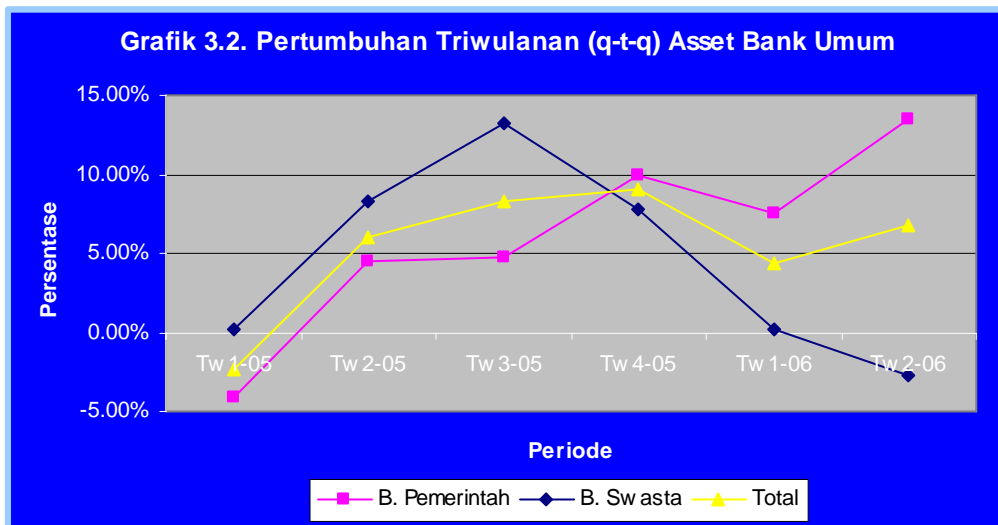 Grafik 3.2. Pertumbuhan Triwulanan (q-t-q) Asset Bank Umum
15.00%
10.00%
5.00%
0.00%
-5.00%
Persentase
Tw 1-05 Tw 2-05 Tw 3-05 Tw 4-05 Tw 1-06 Tw 2-06
Periode
B. Pemerintah B. Swasta Total